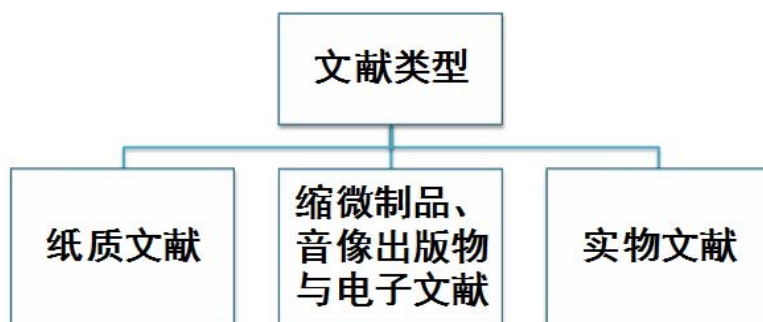 文献类型
纸质文献
缩微制品、
音像出版物
与电子文献
实物文献